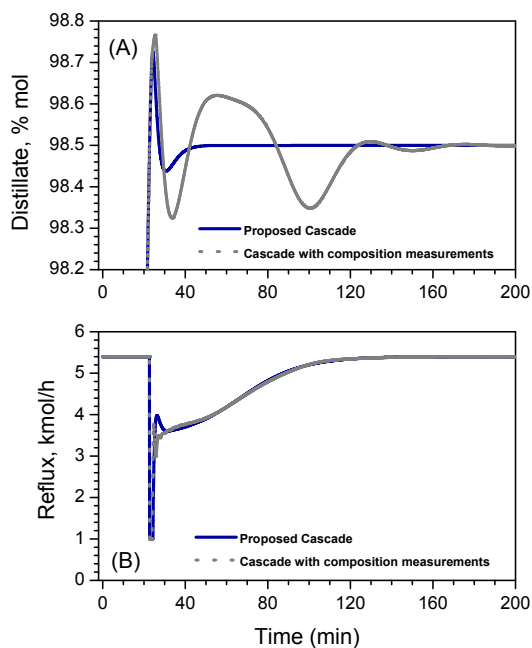 (A)
Distillate, % mol
98.8
98.7
98.6
98.5
98.4
98.3
98.2
Proposed Cascade
Cascade with composition measurements
0 40 80 120 160 200
(B)
Reflux, kmol/h
6
5
4
3
2
1
0
Proposed Cascade
Cascade with composition measurements
0 40 80 120 160 200
Time (min)